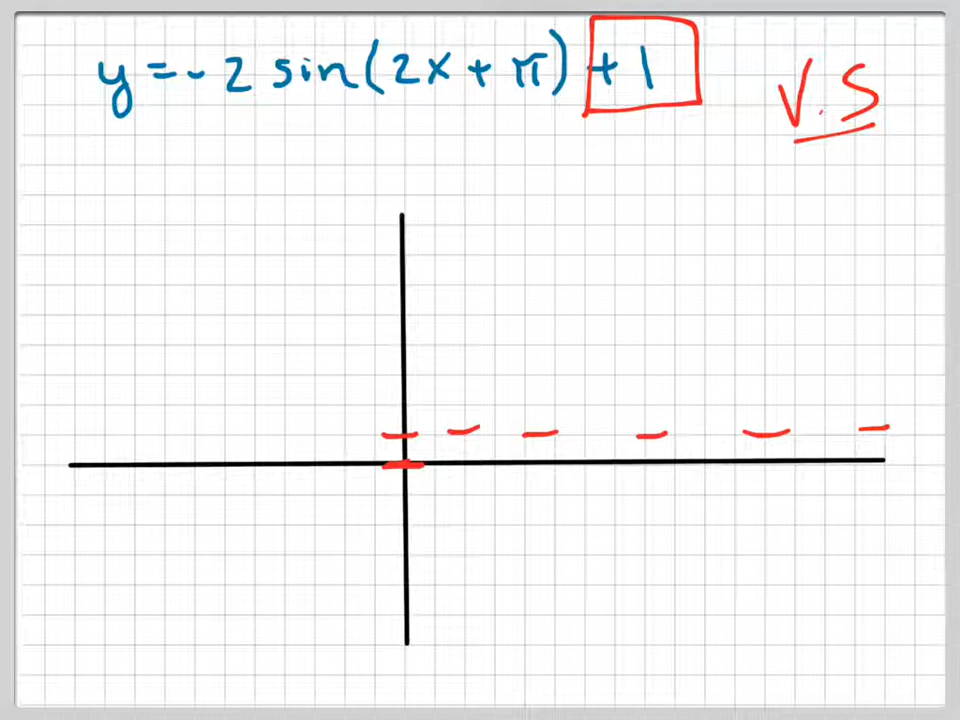 y = -2 sin(2x + π) + 1
V.S